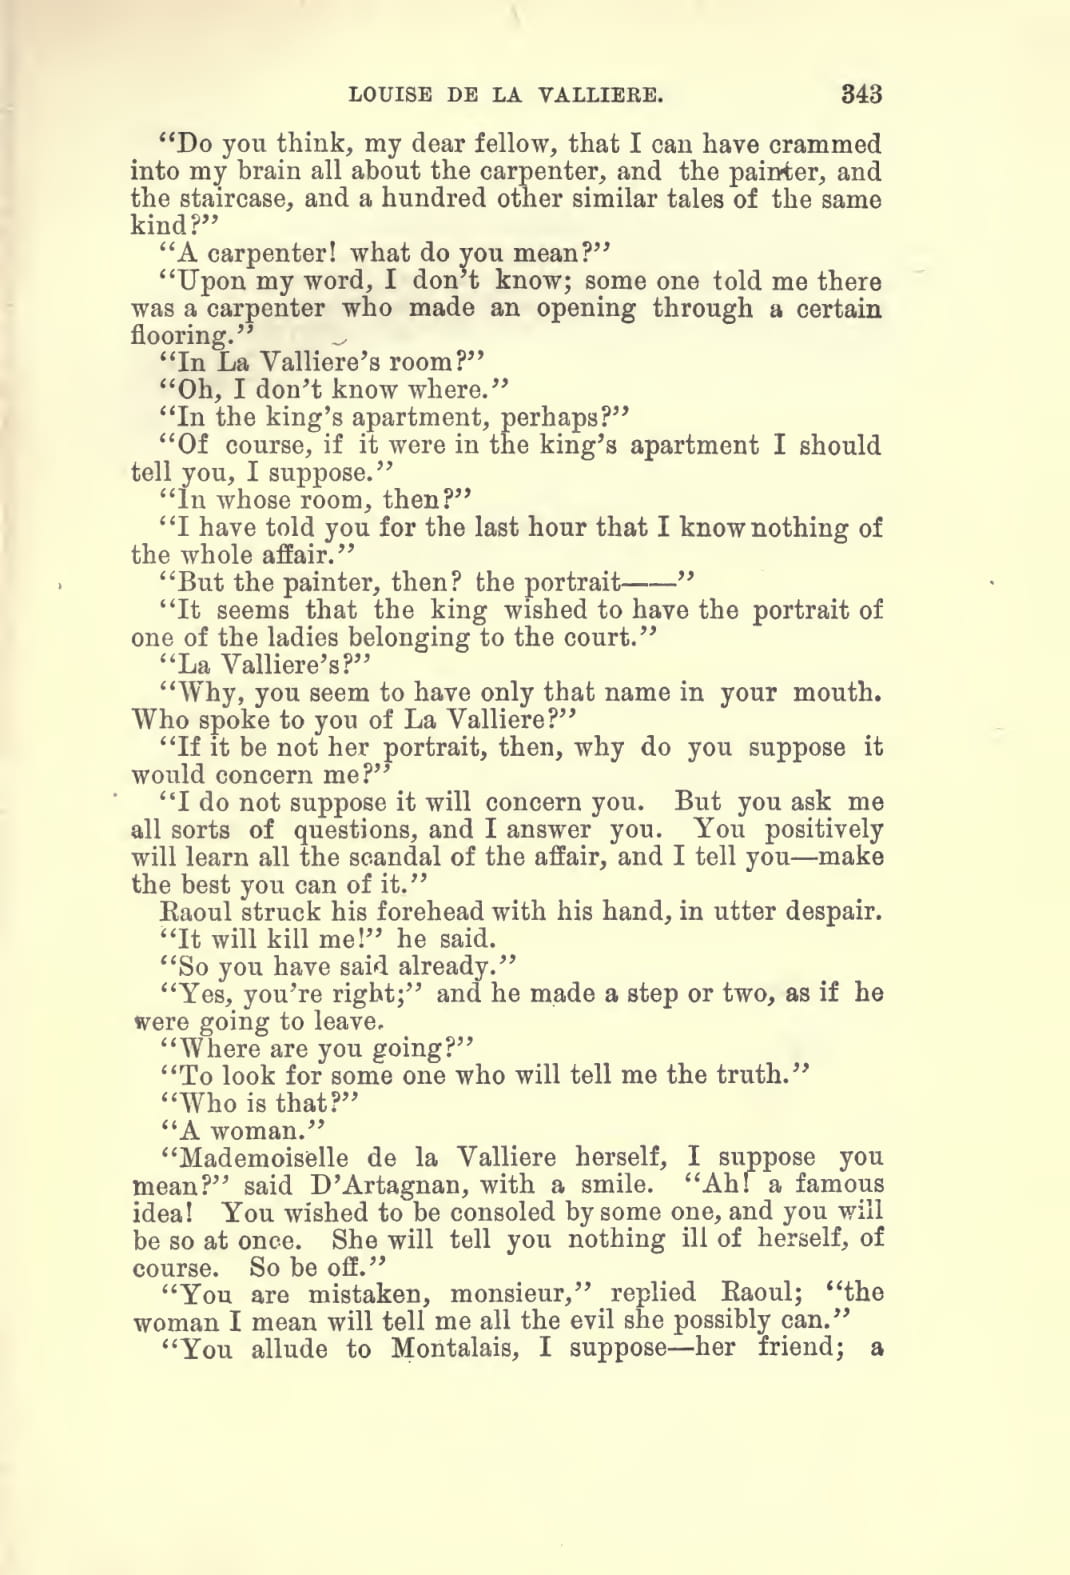 LOUISE DE LA VALLIERE. 343
“Do you think, my dear fellow, that I can have crammed
into my brain all about the carpenter, and the painter, and
the staircase, and a hundred other similar tales of the same
kind?”
“A carpenter! what do you mean?”
“Upon my word, I don’t know; some one told me there
was a carpenter who made an opening through a certain
flooring.”
“In La Valliere’s room?”
“Oh, I don’t know where.”
“In the king’s apartment, perhaps?”
“Of course, if it were in the king’s apartment I should
tell you, I suppose.”
“In whose room, then?”
“I have told you for the last hour that I know nothing of
the whole affair.”
“But the painter, then? the portrait——”
“It seems that the king wished to have the portrait of
one of the ladies belonging to the court.”
“La Valliere’s?”
“Why, you seem to have only that name in your mouth.
Who spoke to you of La Valliere?”
“If it be not her portrait, then, why do you suppose it
would concern me?”
“I do not suppose it will concern you. But you ask me
all sorts of questions, and I answer you. You positively
will learn all the scandal of the affair, and I tell you—make
the best you can of it.”
Raoul struck his forehead with his hand, in utter despair.
“It will kill me!” he said.
“So you have said already.”
“Yes, you’re right;” and he made a step or two, as if he
were going to leave.
“Where are you going?”
“To look for some one who will tell me the truth.”
“Who is that?”
“A woman.”
“Mademoiselle de la Valliere herself, I suppose you
mean?” said D’Artagnan, with a smile. “Ah! a famous
idea! You wished to be consoled by some one, and you will
be so at once. She will tell you nothing ill of herself, of
course. So be off.”
“You are mistaken, monsieur,” replied Raoul; “the
woman I mean will tell me all the evil she possibly can.”
“You allude to Montalais, I suppose—her friend; a